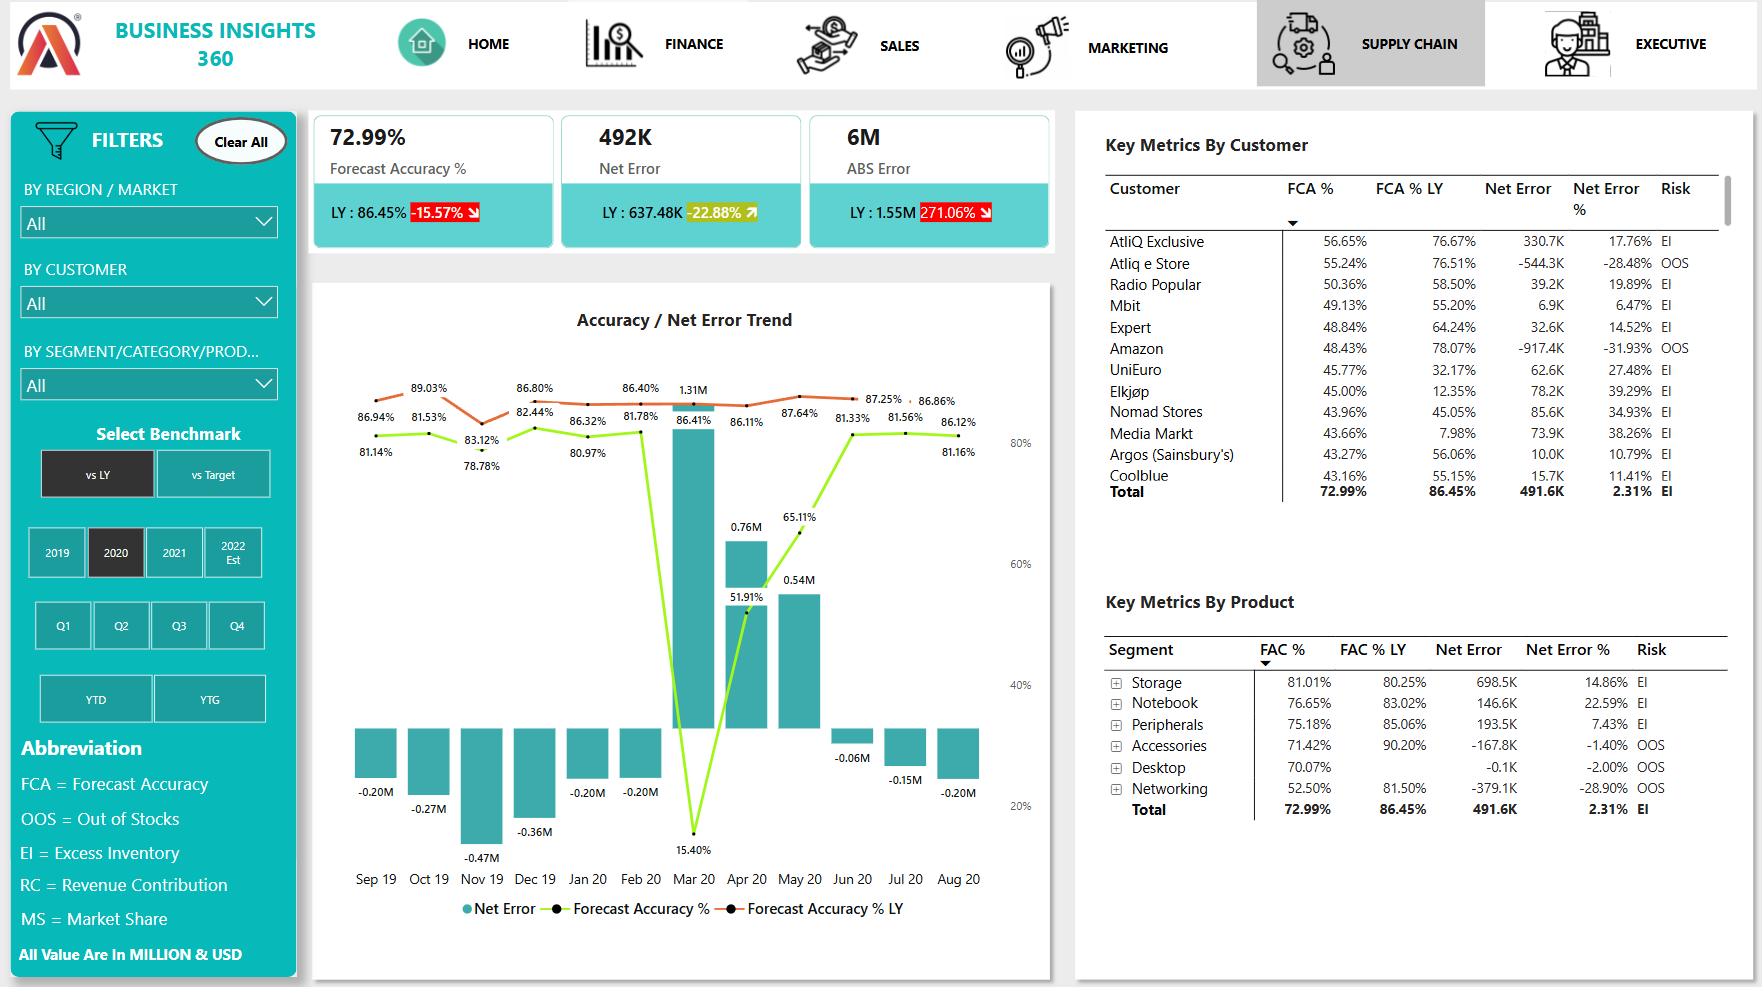 BUSINESS INSIGHTS
360
HOME
FINANCE
SALES
MARKETING
SUPPLY CHAIN
EXECUTIVE
FILTERS
Clear All
BY REGION / MARKET
All
BY CUSTOMER
All
BY SEGMENT/CATEGORY/PROD...
All
Select Benchmark
vs LY
vs Target
2019
2020
2021
2022
Est
Q1
Q2
Q3
Q4
YTD
YTG
Abbreviation
FCA = Forecast Accuracy
OOS = Out of Stocks
EI = Excess Inventory
RC = Revenue Contribution
MS = Market Share
All Value Are In MILLION & USD
72.99%
Forecast Accuracy %
LY : 86.45% -15.57%
492K
Net Error
LY : 637.48K -22.88%
6M
ABS Error
LY : 1.55M 271.06%
Accuracy / Net Error Trend
89.03% 86.80% 86.40% 1.31M
86.94% 81.53% 82.44% 86.32% 81.78% 86.41% 86.11% 87.64% 81.33% 87.25% 81.56% 86.86% 86.12%
81.14% 83.12% 80.97% 81.16%
78.78%
80%
65.11%
0.76M
60%
0.54M
51.91%
40%
-0.06M
-0.20M -0.27M -0.20M -0.20M -0.15M -0.20M
20%
-0.36M
-0.47M
15.40%
Sep 19 Oct 19 Nov 19 Dec 19 Jan 20 Feb 20 Mar 20 Apr 20 May 20 Jun 20 Jul 20 Aug 20
Net Error Forecast Accuracy % Forecast Accuracy % LY
Key Metrics By Customer
Customer FCA % FCA % LY Net Error Net Error % Risk
AtliQ Exclusive 56.65% 76.67% 330.7K 17.76% EI
Atliq e Store 55.24% 76.51% -544.3K -28.48% OOS
Radio Popular 50.36% 58.50% 39.2K 19.89% EI
Mbit 49.13% 55.20% 6.9K 6.47% EI
Expert 48.84% 64.24% 32.6K 14.52% EI
Amazon 48.43% 78.07% -917.4K -31.93% OOS
UniEuro 45.77% 32.17% 62.6K 27.48% EI
Elkjøp 45.00% 12.35% 78.2K 39.29% EI
Nomad Stores 43.96% 45.05% 85.6K 34.93% EI
Media Markt 43.66% 7.98% 73.9K 38.26% EI
Argos (Sainsbury's) 43.27% 56.06% 10.0K 10.79% EI
Coolblue 43.16% 55.15% 15.7K 11.41% EI
Total 72.99% 86.45% 491.6K 2.31% EI
Key Metrics By Product
Segment FAC % FAC % LY Net Error Net Error % Risk
Storage 81.01% 80.25% 698.5K 14.86% EI
Notebook 76.65% 83.02% 146.6K 22.59% EI
Peripherals 75.18% 85.06% 193.5K 7.43% EI
Accessories 71.42% 90.20% -167.8K -1.40% OOS
Desktop 70.07% -0.1K -2.00% OOS
Networking 52.50% 81.50% -379.1K -28.90% OOS
Total 72.99% 86.45% 491.6K 2.31% EI